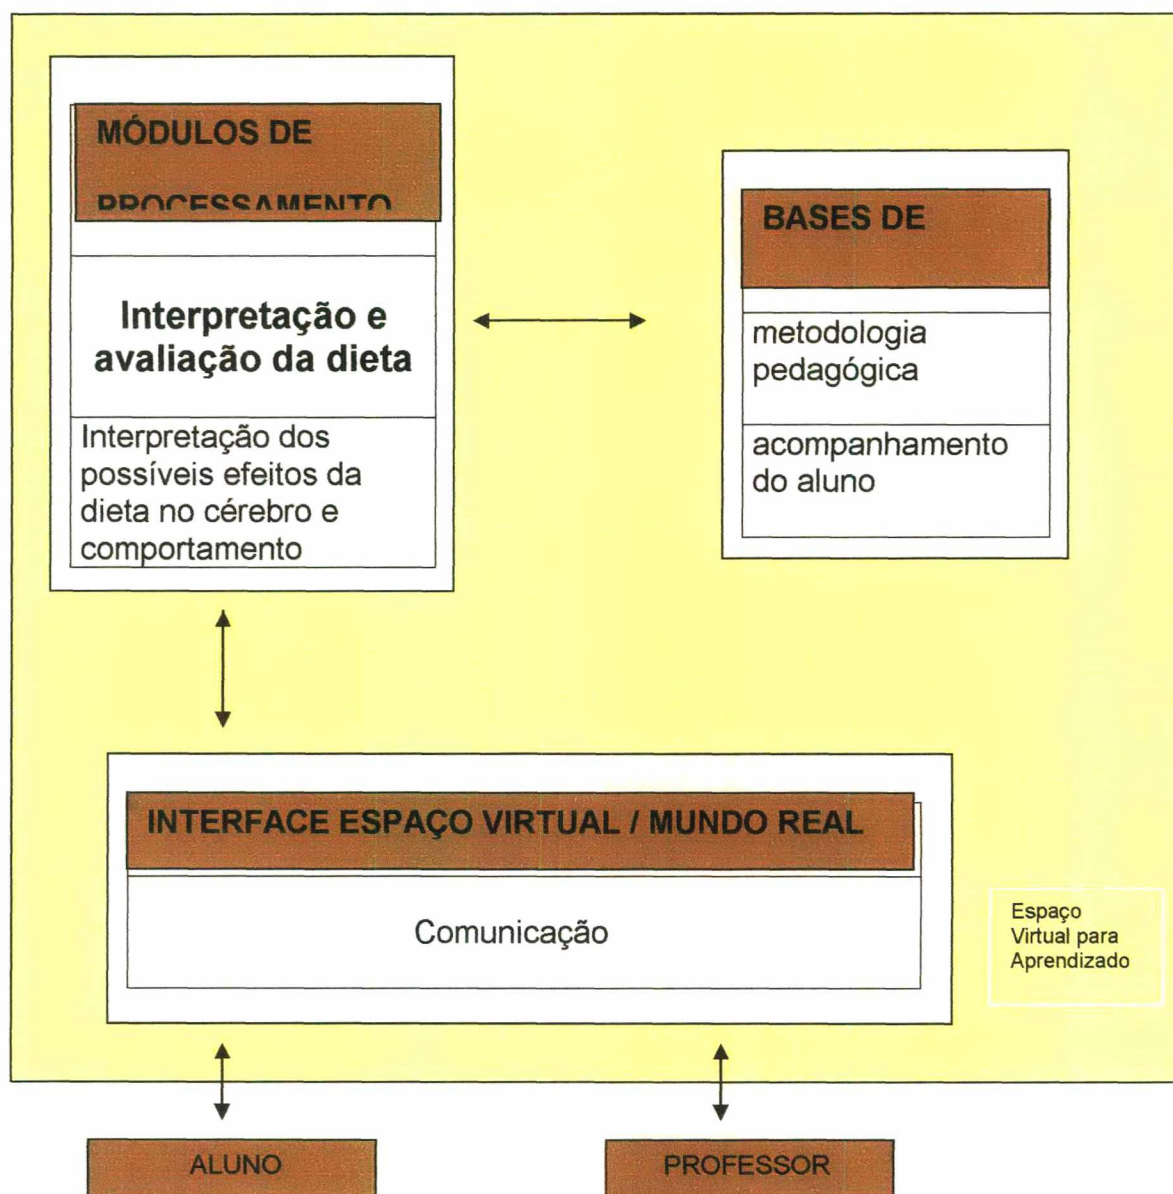 MÓDULOS DE
PROCESSAMENTO
Interpretação e
avaliação da dieta
Interpretação dos
possíveis efeitos da
dieta no cérebro e
comportamento
BASES DE
metodologia
pedagógica
acompanhamento
do aluno
INTERFACE ESPAÇO VIRTUAL / MUNDO REAL
Comunicação
Espaço
Virtual para
Aprendizado
ALUNO
PROFESSOR